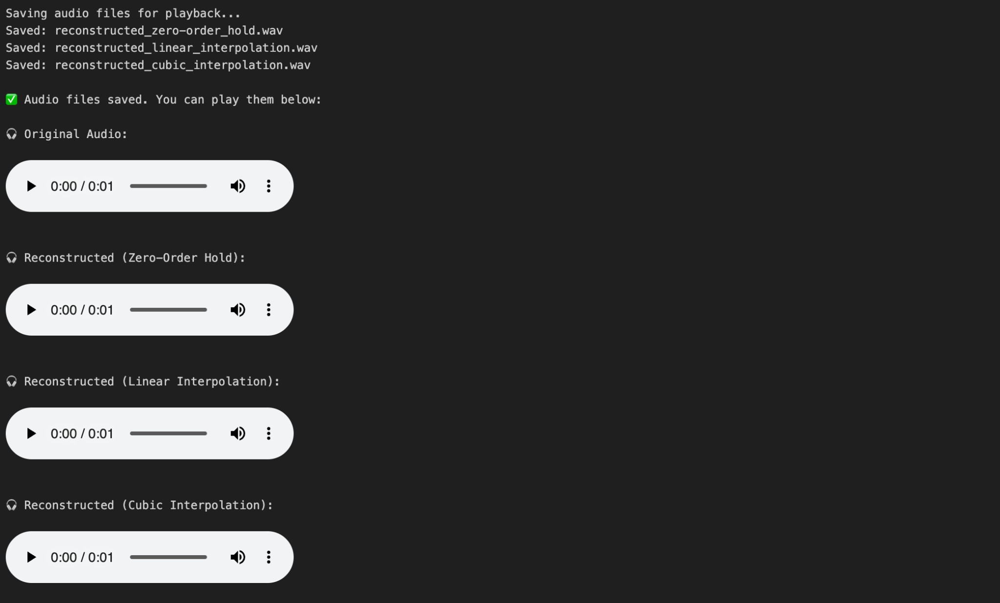 Saving audio files for playback...
Saved: reconstructed_zero-order_hold.wav
Saved: reconstructed_linear_interpolation.wav
Saved: reconstructed_cubic_interpolation.wav
✅ Audio files saved. You can play them below:
🎧 Original Audio:
0:00 / 0:01
🎧 Reconstructed (Zero-Order Hold):
0:00 / 0:01
🎧 Reconstructed (Linear Interpolation):
0:00 / 0:01
🎧 Reconstructed (Cubic Interpolation):
0:00 / 0:01